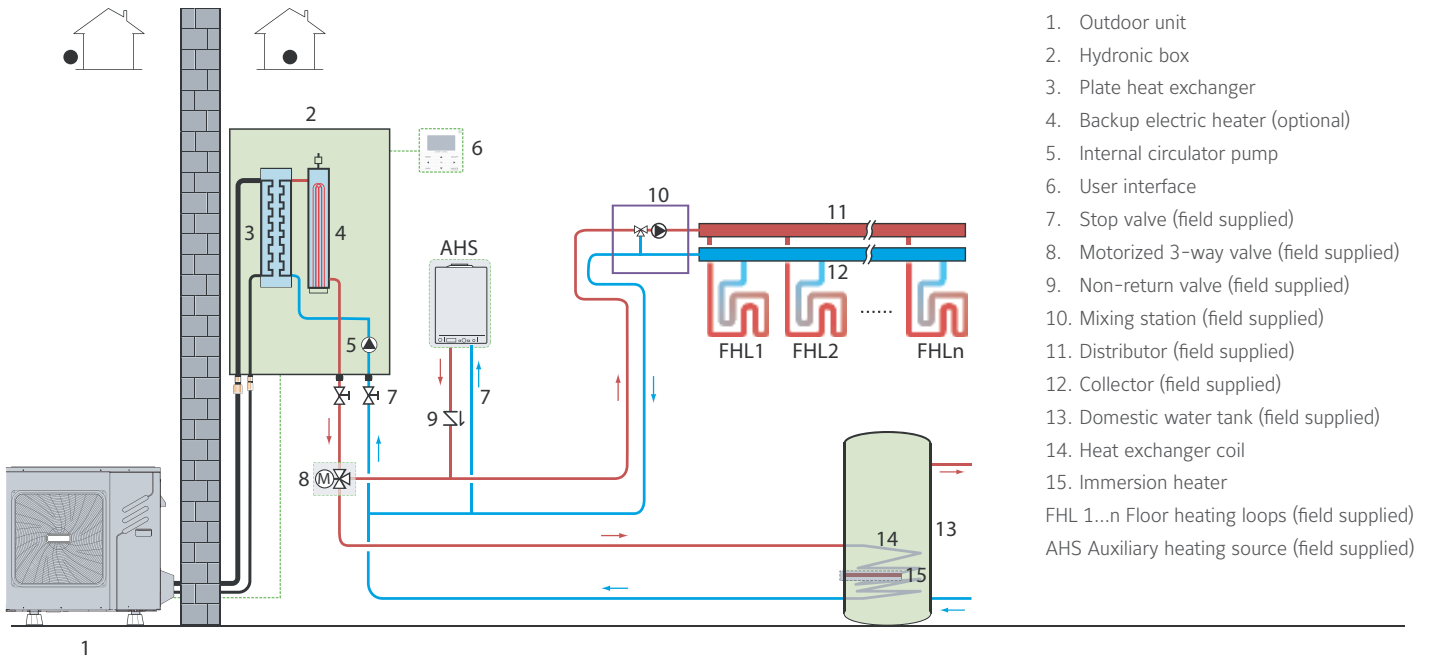 2
6
10
11
3
4
AHS
12
......
FHL1
FHL2
FHLn
5
7
7
9
8
M
13
14
15
1
1. Outdoor unit
2. Hydronic box
3. Plate heat exchanger
4. Backup electric heater (optional)
5. Internal circulator pump
6. User interface
7. Stop valve (field supplied)
8. Motorized 3-way valve (field supplied)
9. Non-return valve (field supplied)
10. Mixing station (field supplied)
11. Distributor (field supplied)
12. Collector (field supplied)
13. Domestic water tank (field supplied)
14. Heat exchanger coil
15. Immersion heater
FHL 1...n Floor heating loops (field supplied)
AHS Auxiliary heating source (field supplied)